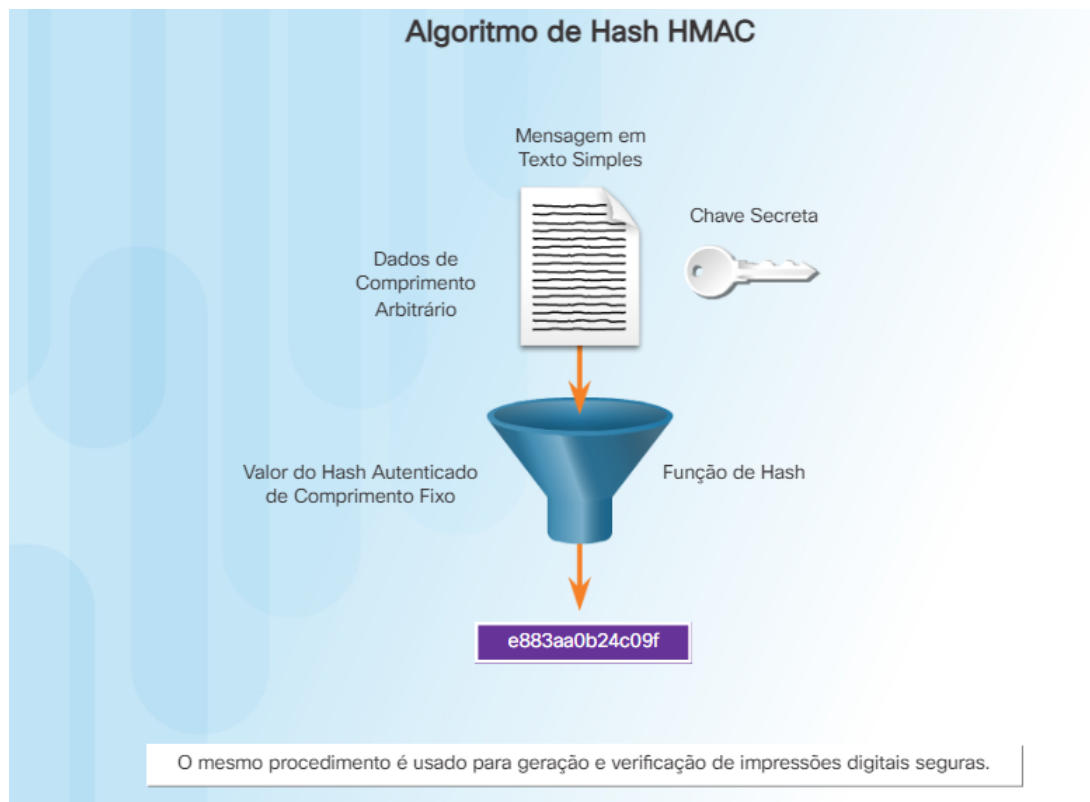 Algoritmo de Hash HMAC
Mensagem em
Texto Simples
Chave Secreta
Dados de
Comprimento
Arbitrário
Valor do Hash Autenticado
de Comprimento Fixo
Função de Hash
e883aa0b24c09f
O mesmo procedimento é usado para geração e verificação de impressões digitais seguras.